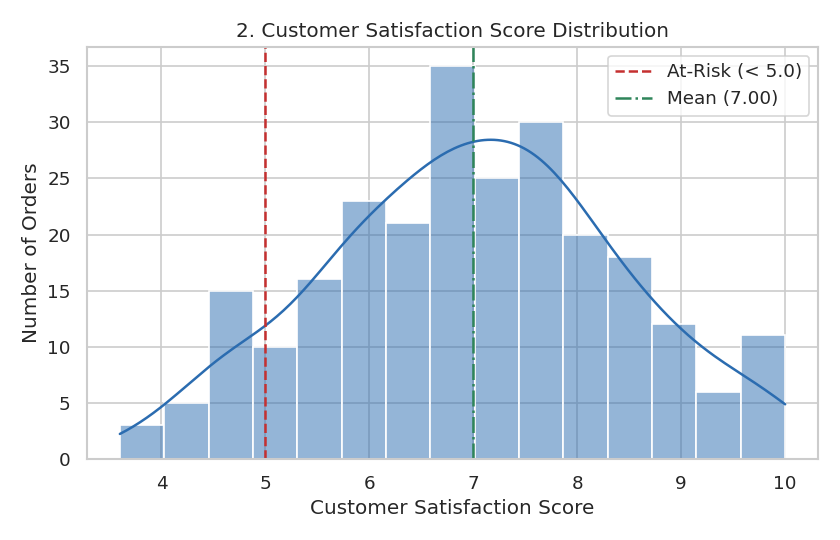 2. Customer Satisfaction Score Distribution
At-Risk (< 5.0)
Mean (7.00)
Number of Orders
35
30
25
20
15
10
5
0
4 5 6 7 8 9 10
Customer Satisfaction Score